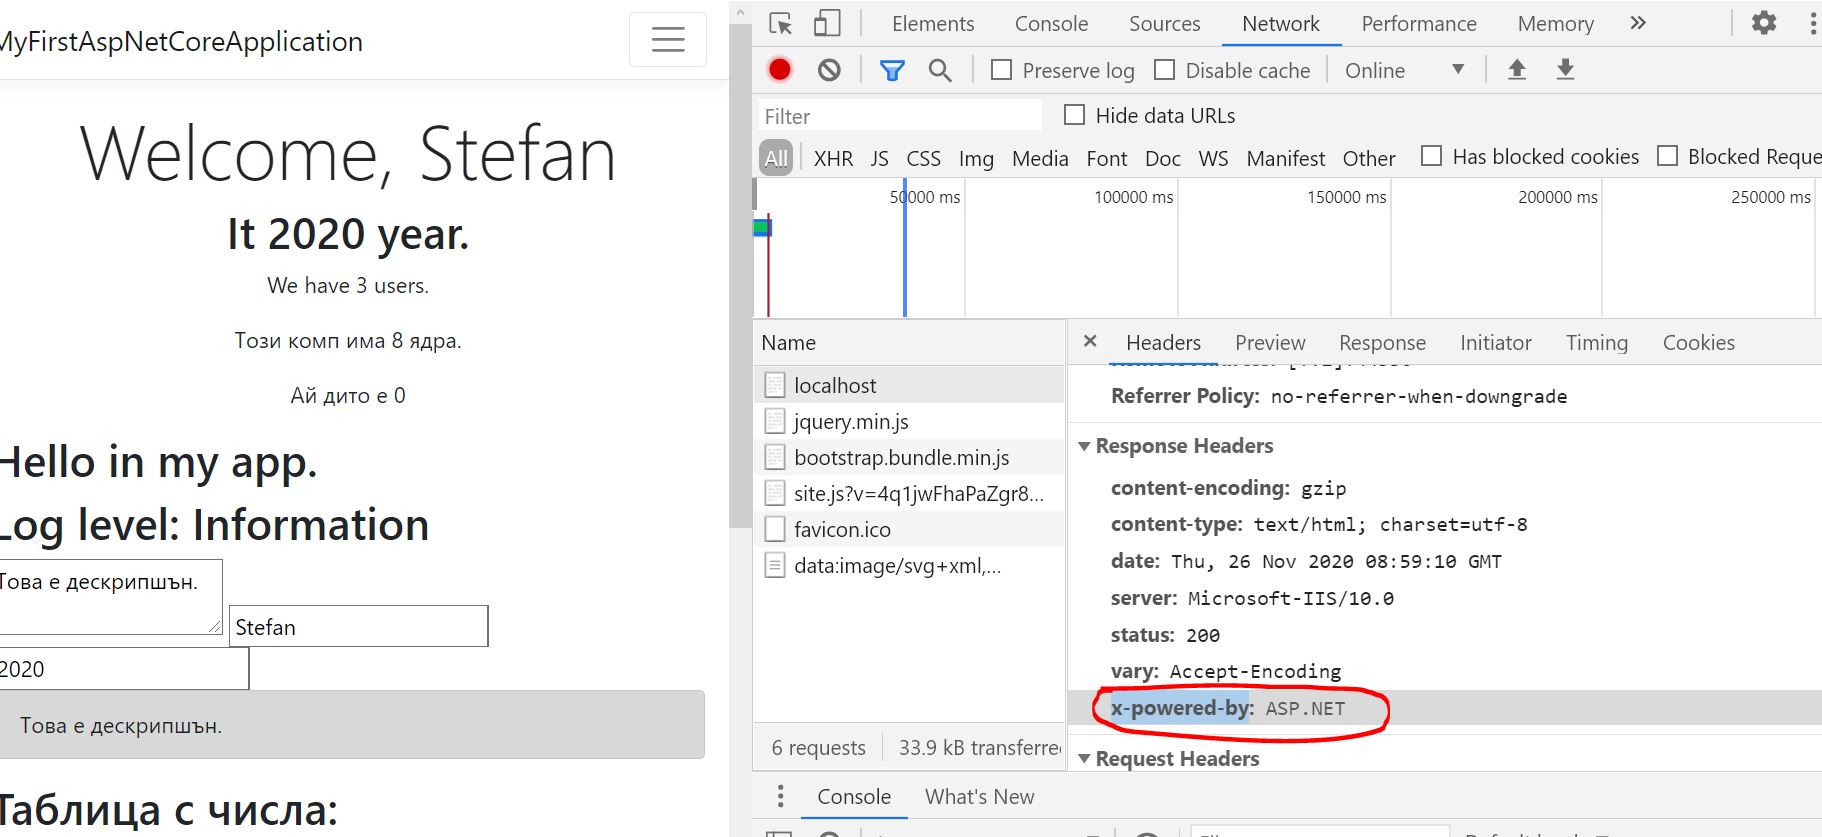 MyFirstAspNetCoreApplication
Welcome, Stefan
It 2020 year.
We have 3 users.
Този комп има 8 ядра.
Ай дито е 0
Hello in my app.
Log level: Information
Това е дескрипшън.
Stefan
2020
Това е дескрипшън.
Таблица с числа:
Elements Console Sources Network Performance Memory »
Preserve log Disable cache Online
Filter Hide data URLs
All XHR JS CSS Img Media Font Doc WS Manifest Other Has blocked cookies Blocked Reque
50000 ms 100000 ms 150000 ms 200000 ms 250000 ms
Name
localhost
jquery.min.js
bootstrap.bundle.min.js
site.js?v=4q1jwFhaPaZgr8...
favicon.ico
data:image/svg+xml,...
6 requests 33.9 kB transferre
× Headers Preview Response Initiator Timing Cookies
Referrer Policy: no-referrer-when-downgrade
Response Headers
content-encoding: gzip
content-type: text/html; charset=utf-8
date: Thu, 26 Nov 2020 08:59:10 GMT
server: Microsoft-IIS/10.0
status: 200
vary: Accept-Encoding
x-powered-by: ASP.NET
Request Headers
Console What's New